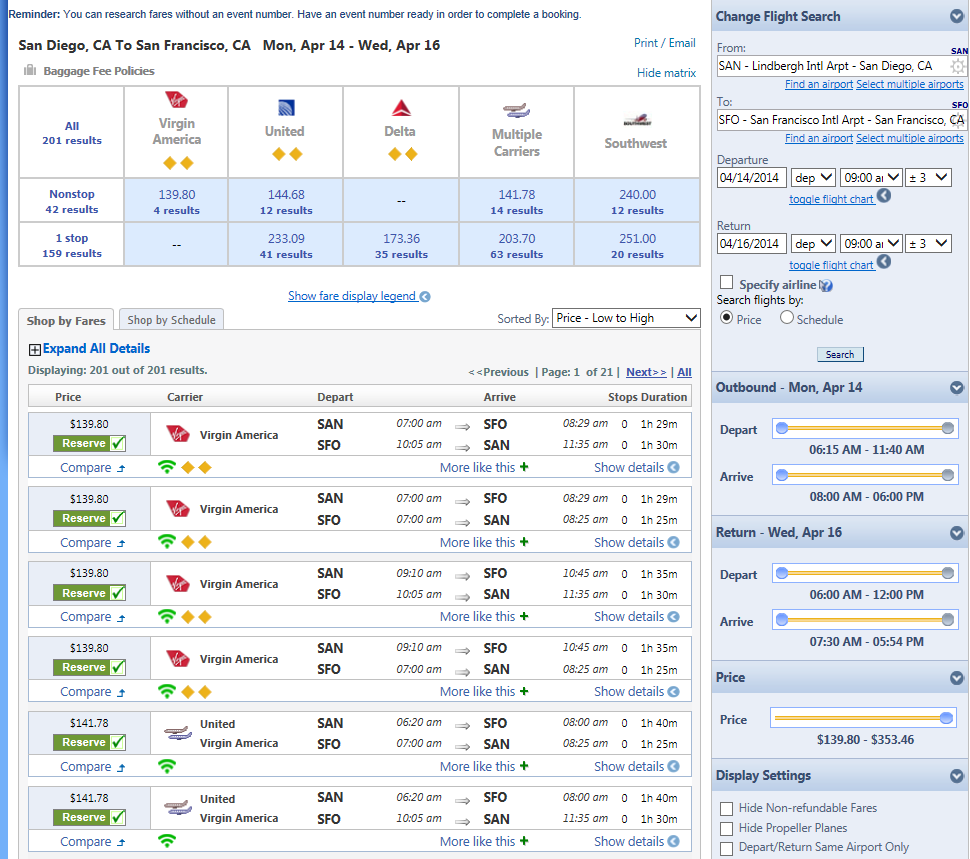 Reminder: You can research fares without an event number. Have an event number ready in order to complete a booking.
San Diego, CA To San Francisco, CA Mon, Apr 14 - Wed, Apr 16
Print / Email
Baggage Fee Policies
Hide matrix
All
201 results
Virgin
America
United
Delta
Multiple
Carriers
SOUTHWEST
Southwest
Nonstop
42 results
139.80
4 results
144.68
12 results
--
141.78
14 results
240.00
12 results
1 stop
159 results
--
233.09
41 results
173.36
35 results
203.70
63 results
251.00
20 results
Show fare display legend
Shop by Fares
Shop by Schedule
Sorted By: Price - Low to High
Expand All Details
Displaying: 201 out of 201 results.
<<Previous | Page: 1 of 21 | Next>> | All
Price Carrier Depart Arrive Stops Duration
$139.80
Reserve
Virgin America
SAN 07:00 am SFO 08:29 am 0 1h 29m
SFO 10:05 am SAN 11:35 am 0 1h 30m
Compare More like this + Show details
$139.80
Reserve
Virgin America
SAN 07:00 am SFO 08:29 am 0 1h 29m
SFO 07:00 am SAN 08:25 am 0 1h 25m
Compare More like this + Show details
$139.80
Reserve
Virgin America
SAN 09:10 am SFO 10:45 am 0 1h 35m
SFO 10:05 am SAN 11:35 am 0 1h 30m
Compare More like this + Show details
$139.80
Reserve
Virgin America
SAN 09:10 am SFO 10:45 am 0 1h 35m
SFO 07:00 am SAN 08:25 am 0 1h 25m
Compare More like this + Show details
$141.78
Reserve
United SAN 06:20 am SFO 08:00 am 0 1h 40m
Virgin America SFO 07:00 am SAN 08:25 am 0 1h 25m
Compare More like this + Show details
$141.78
Reserve
United SAN 06:20 am SFO 08:00 am 0 1h 40m
Virgin America SFO 10:05 am SAN 11:35 am 0 1h 30m
Compare More like this + Show details
Change Flight Search
From: SAN
SAN - Lindbergh Intl Arpt - San Diego, CA
Find an airport Select multiple airports
To: SFO
SFO - San Francisco Intl Arpt - San Francisco, CA
Find an airport Select multiple airports
Departure
04/14/2014 dep 09:00 a ± 3
toggle flight chart
Return
04/16/2014 dep 09:00 a ± 3
toggle flight chart
Specify airline ?
Search flights by:
Price Schedule
Search
Outbound - Mon, Apr 14
Depart
06:15 AM - 11:40 AM
Arrive
08:00 AM - 06:00 PM
Return - Wed, Apr 16
Depart
06:00 AM - 12:00 PM
Arrive
07:30 AM - 05:54 PM
Price
Price
$139.80 - $353.46
Display Settings
Hide Non-refundable Fares
Hide Propeller Planes
Depart/Return Same Airport Only